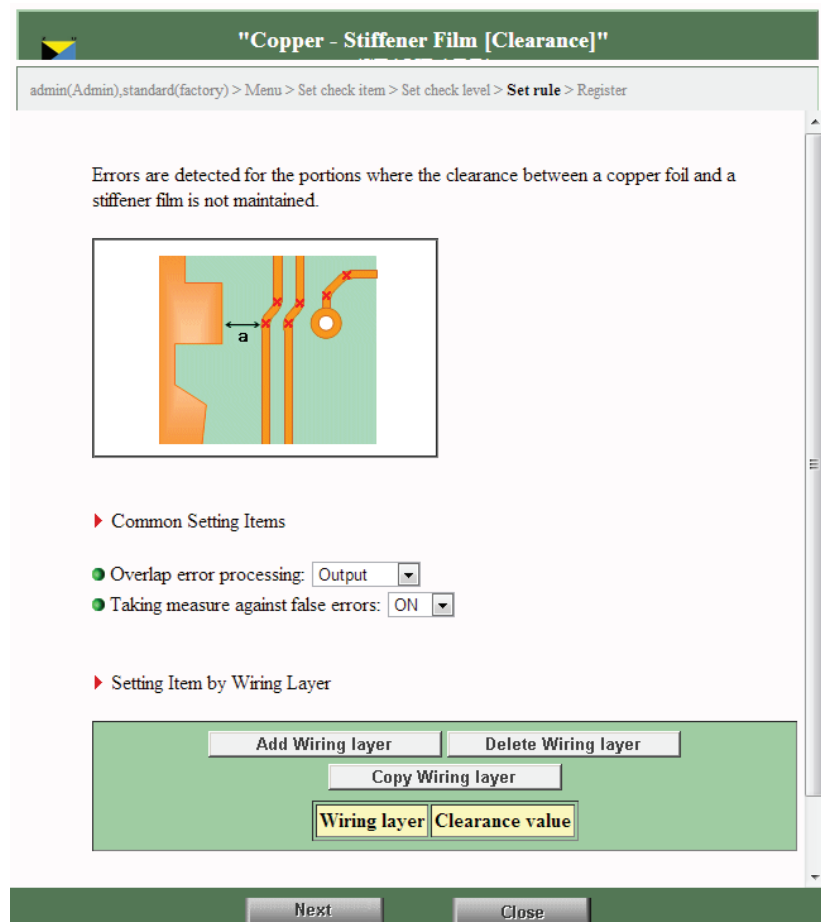 "Copper - Stiffener Film [Clearance]"
admin(Admin),standard(factory) > Menu > Set check item > Set check level > Set rule > Register
Errors are detected for the portions where the clearance between a copper foil and a
stiffener film is not maintained.
a
Common Setting Items
Overlap error processing: Output
Taking measure against false errors: ON
Setting Item by Wiring Layer
Add Wiring layer Delete Wiring layer
Copy Wiring layer
Wiring layer Clearance value
Next Close